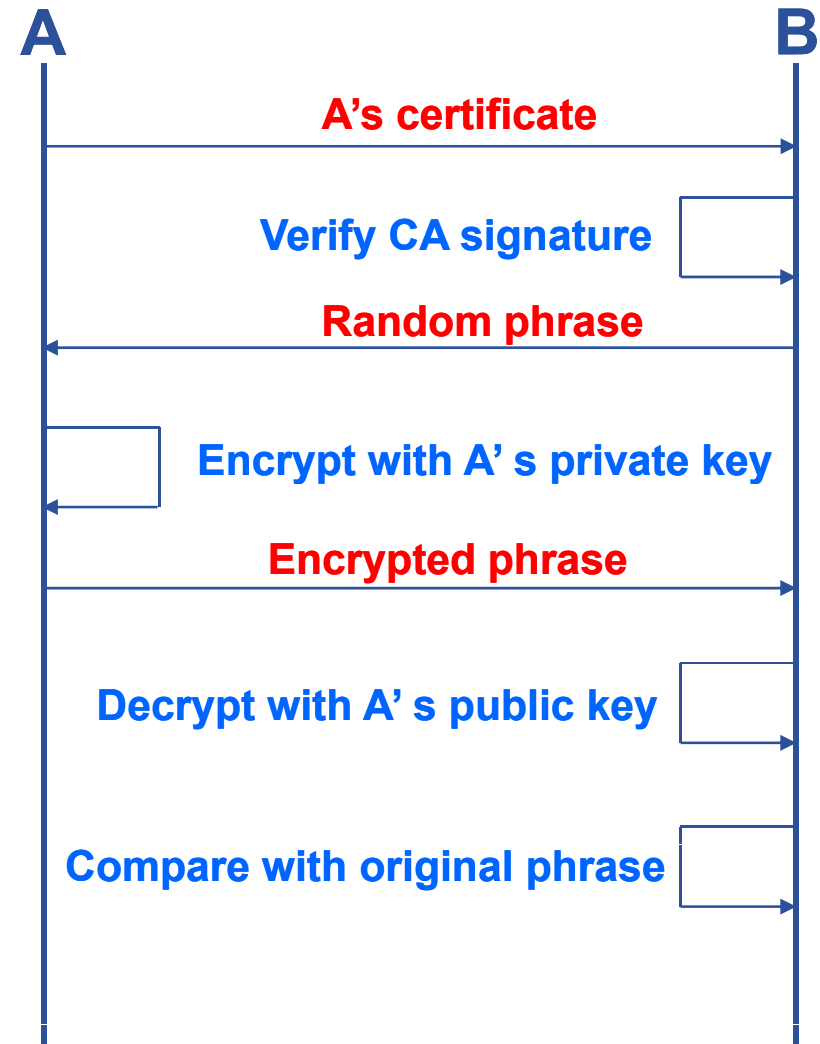 A
B
A’s certificate
Verify CA signature
Random phrase
Encrypt with A’ s private key
Encrypted phrase
Decrypt with A’ s public key
Compare with original phrase